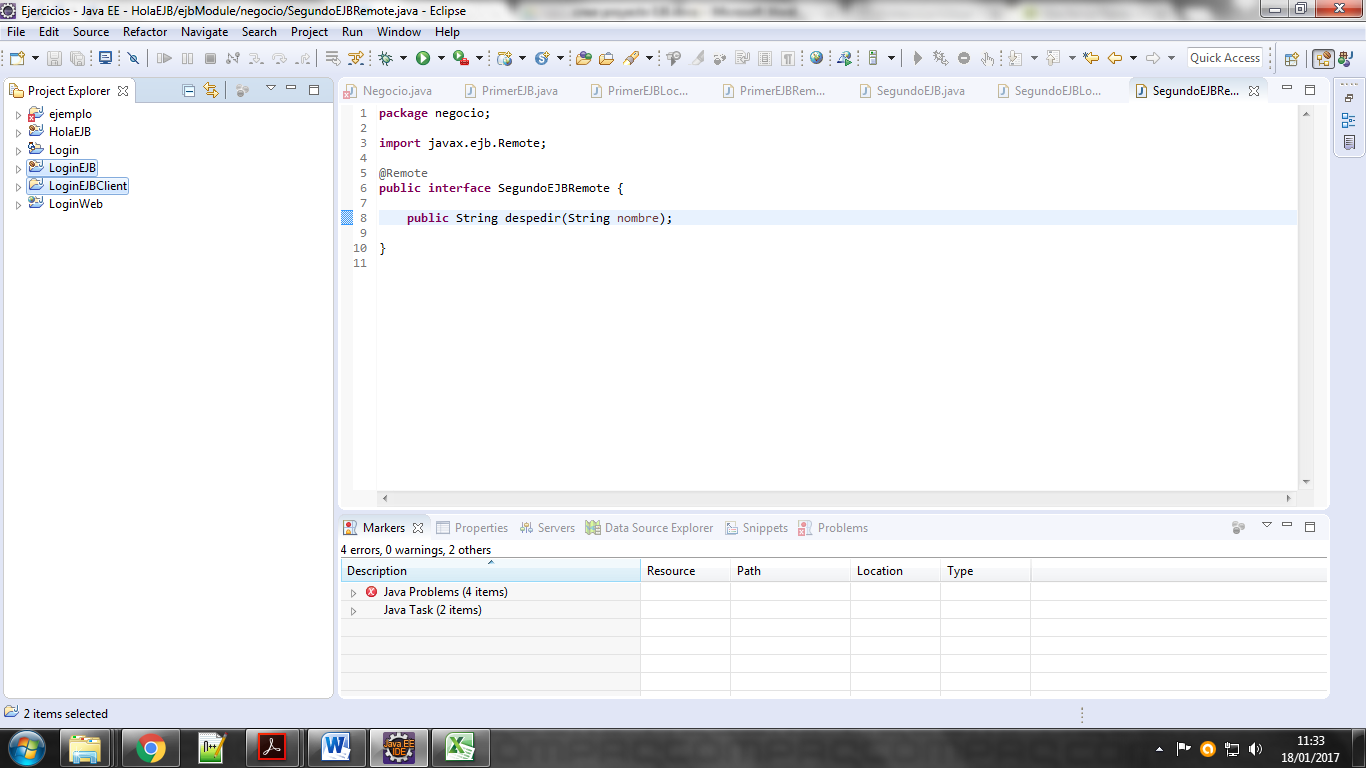 Ejercicios - Java EE - HolaEJB/ejbModule/negocio/SegundoEJBRemote.java - Eclipse
File Edit Source Refactor Navigate Search Project Run Window Help
Quick Access
Project Explorer
ejemplo
HolaEJB
Login
LoginEJB
LoginEJBClient
LoginWeb
Negocio.java PrimerEJB.java PrimerEJBLoc... PrimerEJBRem... SegundoEJB.java SegundoEJBLo... SegundoEJBRe...
1 package negocio;
2
3 import javax.ejb.Remote;
4
5 @Remote
6 public interface SegundoEJBRemote {
7
8 public String despedir(String nombre);
9
10 }
11
Markers Properties Servers Data Source Explorer Snippets Problems
4 errors, 0 warnings, 2 others
Description Resource Path Location Type
Java Problems (4 items)
Java Task (2 items)
2 items selected
Java EE
IDE
11:33
18/01/2017